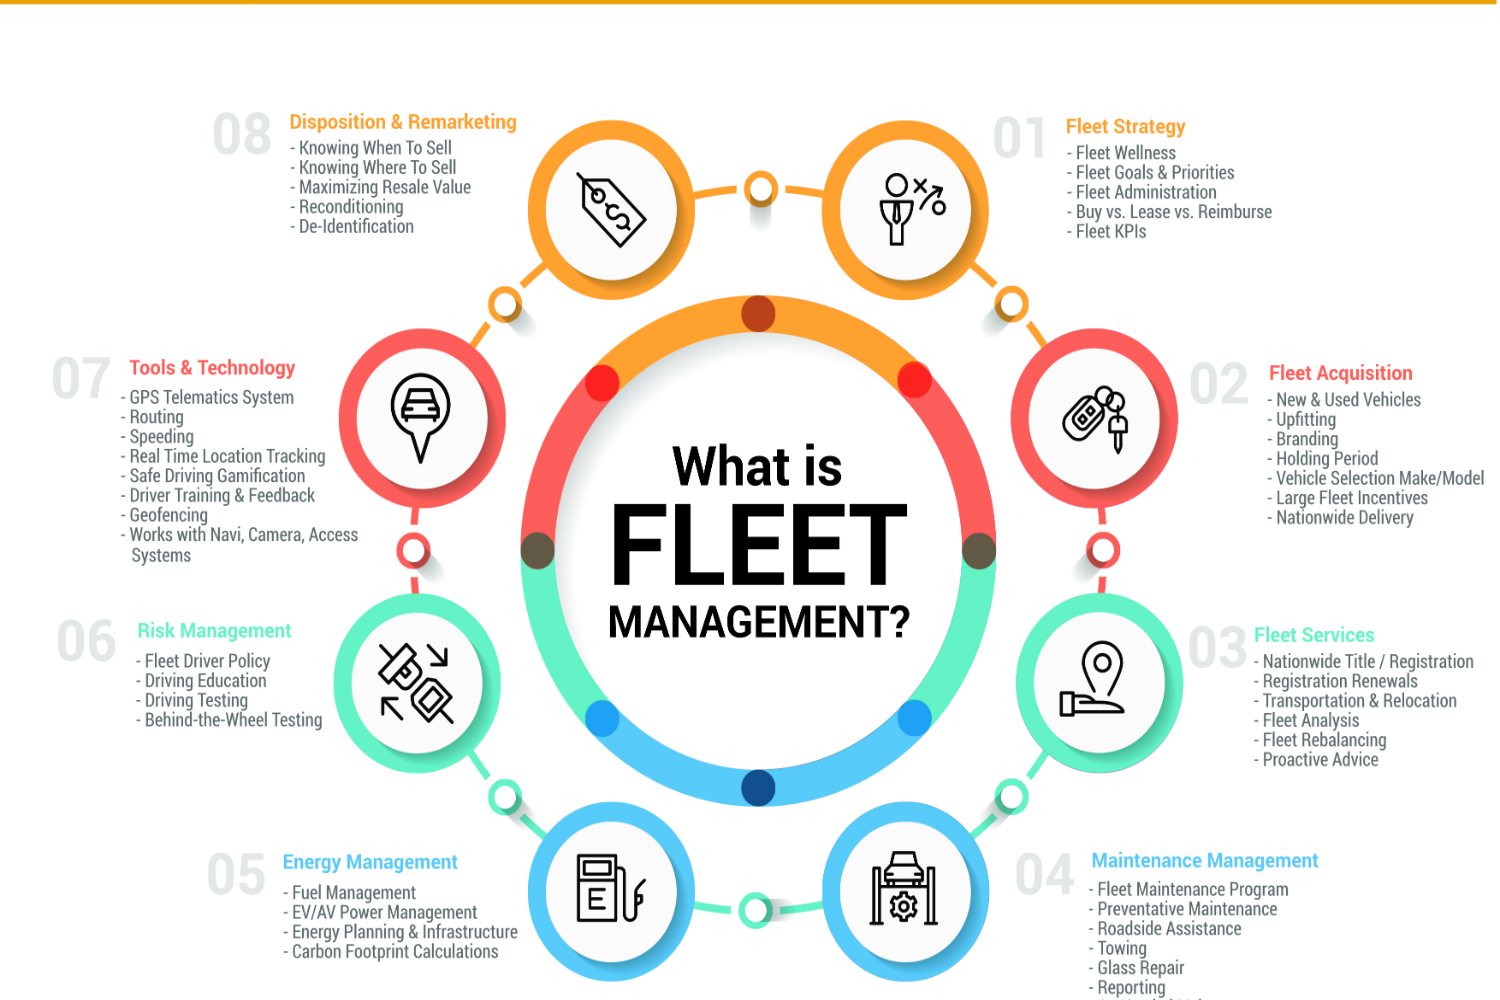 What is
FLEET
MANAGEMENT?
01
Fleet Strategy
- Fleet Wellness
- Fleet Goals & Priorities
- Fleet Administration
- Buy vs. Lease vs. Reimburse
- Fleet KPIs
02
Fleet Acquisition
- New & Used Vehicles
- Upfitting
- Branding
- Holding Period
- Vehicle Selection Make/Model
- Large Fleet Incentives
- Nationwide Delivery
03
Fleet Services
- Nationwide Title / Registration
- Registration Renewals
- Transportation & Relocation
- Fleet Analysis
- Fleet Rebalancing
- Proactive Advice
04
Maintenance Management
- Fleet Maintenance Program
- Preventative Maintenance
- Roadside Assistance
- Towing
- Glass Repair
- Reporting
05
Energy Management
- Fuel Management
- EV/AV Power Management
- Energy Planning & Infrastructure
- Carbon Footprint Calculations
E
06
Risk Management
- Fleet Driver Policy
- Driving Education
- Driving Testing
- Behind-the-Wheel Testing
07
Tools & Technology
- GPS Telematics System
- Routing
- Speeding
- Real Time Location Tracking
- Safe Driving Gamification
- Driver Training & Feedback
- Geofencing
- Works with Navi, Camera, Access
Systems
08
Disposition & Remarketing
- Knowing When To Sell
- Knowing Where To Sell
- Maximizing Resale Value
- Reconditioning
- De-Identification
$